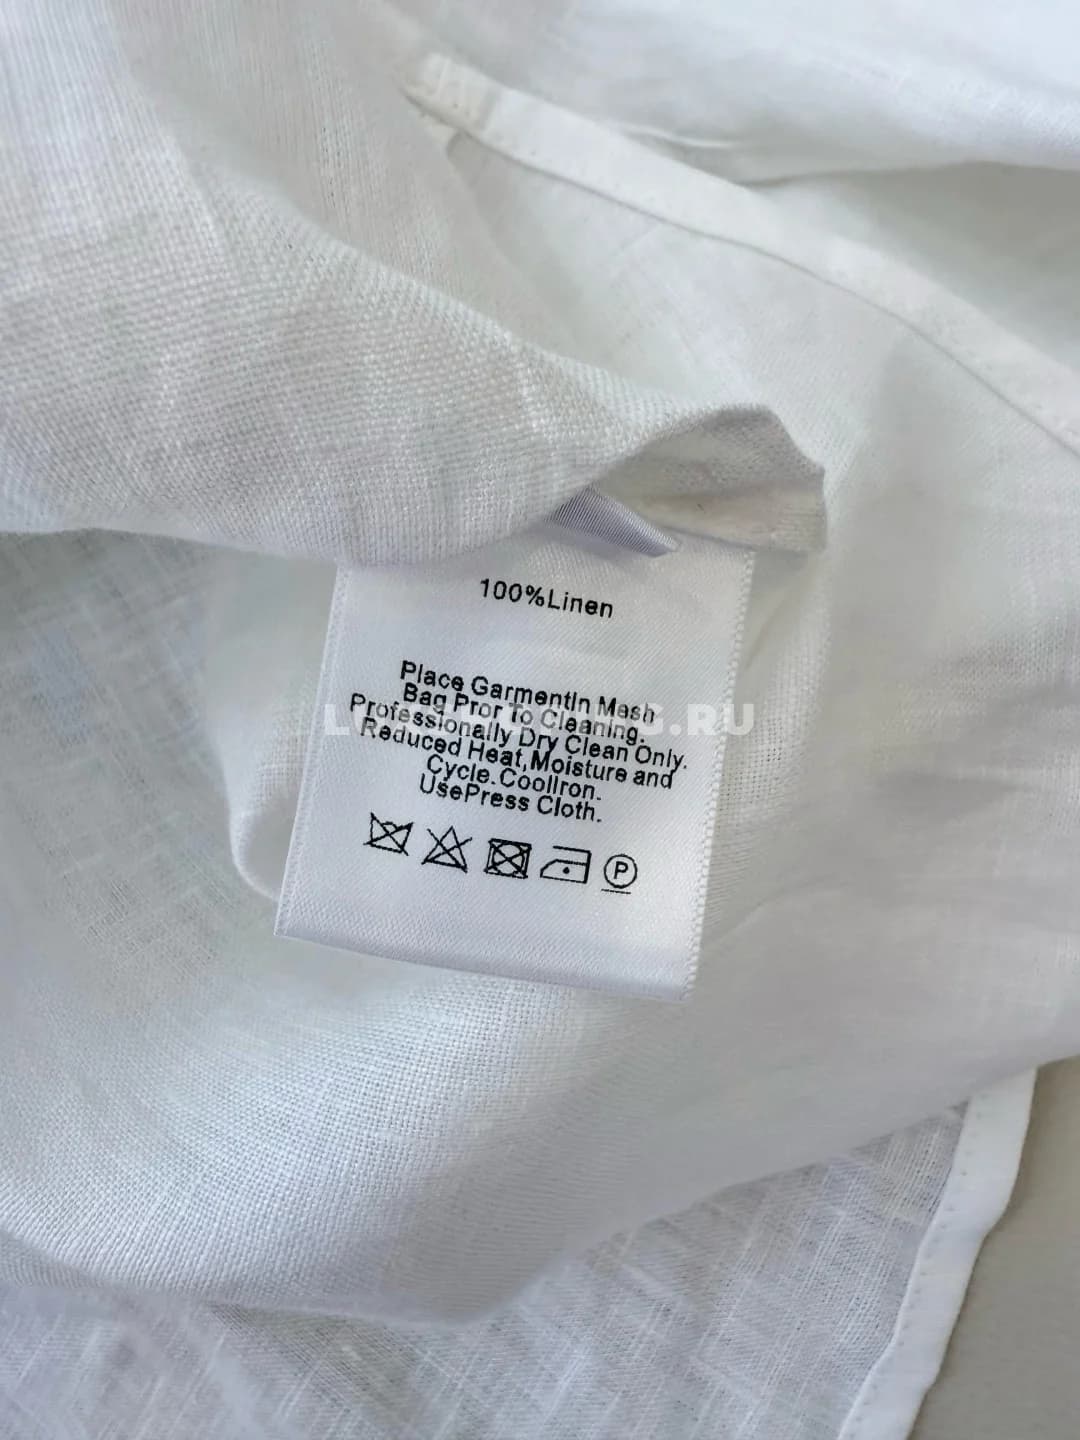 100%Linen
Place GarmentIn Mesh
Bag Pror To Cleaning.
Professionally Dry Clean Only.
Reduced Heat,Moisture and
Cycle.CoolIron.
UsePress Cloth.
P